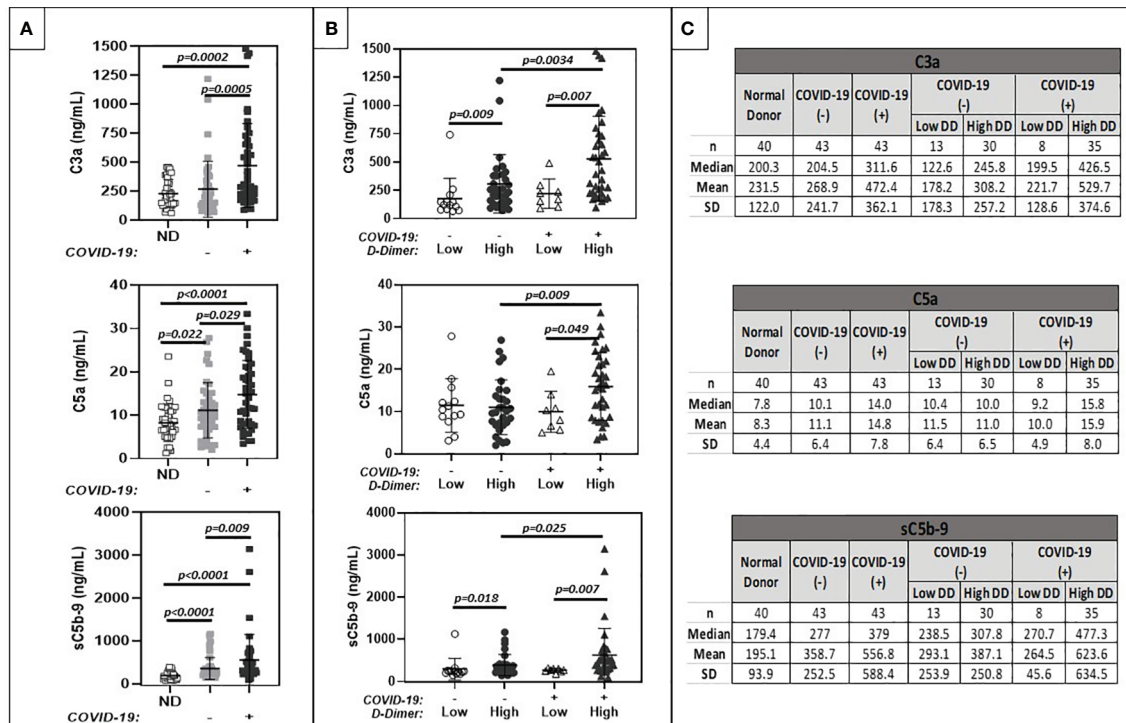 A
1500
1250
1000
750
500
250
0
C3a (ng/mL)
p=0.0002
p=0.0005
ND
COVID-19: - +
40
30
20
10
0
C5a (ng/mL)
p<0.0001
p=0.029
p=0.022
ND
COVID-19: - +
4000
3000
2000
1000
0
sC5b-9 (ng/mL)
p=0.009
p<0.0001
p<0.0001
ND
COVID-19: - +
B
1500
1250
1000
750
500
250
0
C3a (ng/mL)
p=0.0034
p=0.007
p=0.009
COVID-19: - - + +
D-Dimer: Low High Low High
40
30
20
10
0
C5a (ng/mL)
p=0.009
p=0.049
COVID-19: - - + +
D-Dimer: Low High Low High
4000
3000
2000
1000
0
sC5b-9 (ng/mL)
p=0.025
p=0.018
p=0.007
COVID-19: - - + +
D-Dimer: Low High Low High
C
C3a
Normal Donor COVID-19 (-) COVID-19 (+) COVID-19 (-) COVID-19 (+)
Low DD High DD Low DD High DD
n 40 43 43 13 30 8 35
Median 200.3 204.5 311.6 122.6 245.8 199.5 426.5
Mean 231.5 268.9 472.4 178.2 308.2 221.7 529.7
SD 122.0 241.7 362.1 178.3 257.2 128.6 374.6
C5a
Normal Donor COVID-19 (-) COVID-19 (+) COVID-19 (-) COVID-19 (+)
Low DD High DD Low DD High DD
n 40 43 43 13 30 8 35
Median 7.8 10.1 14.0 10.4 10.0 9.2 15.8
Mean 8.3 11.1 14.8 11.5 11.0 10.0 15.9
SD 4.4 6.4 7.8 6.4 6.5 4.9 8.0
sC5b-9
Normal Donor COVID-19 (-) COVID-19 (+) COVID-19 (-) COVID-19 (+)
Low DD High DD Low DD High DD
n 40 43 43 13 30 8 35
Median 179.4 277 379 238.5 307.8 270.7 477.3
Mean 195.1 358.7 556.8 293.1 387.1 264.5 623.6
SD 93.9 252.5 588.4 253.9 250.8 45.6 634.5